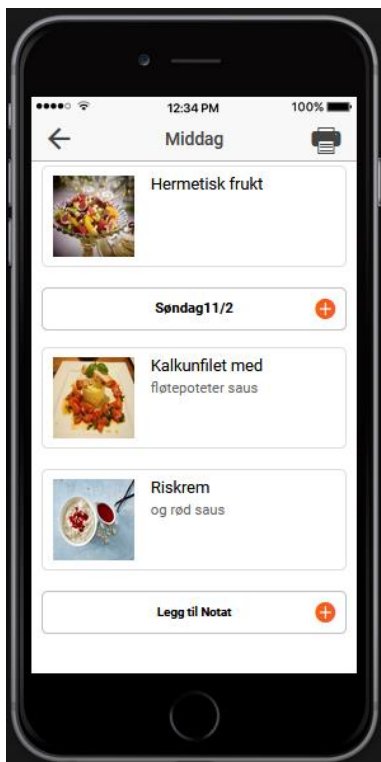 12:34 PM 100%
Middag
Hermetisk frukt
Søndag11/2
Kalkunfilet med
fløtepoteter saus
Riskrem
og rød saus
Legg til Notat